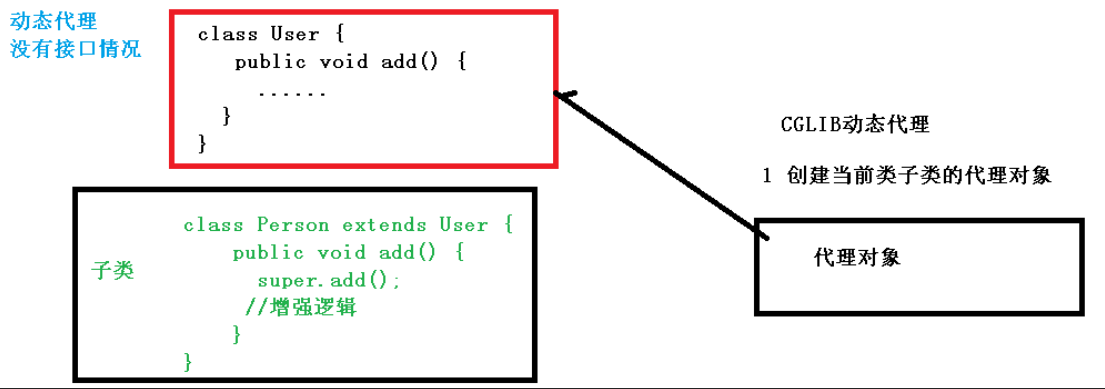 动态代理
没有接口情况
class User {
public void add() {
......
}
}
CGLIB动态代理
1 创建当前类子类的代理对象
代理对象
子类
class Person extends User {
public void add() {
super.add();
//增强逻辑
}
}